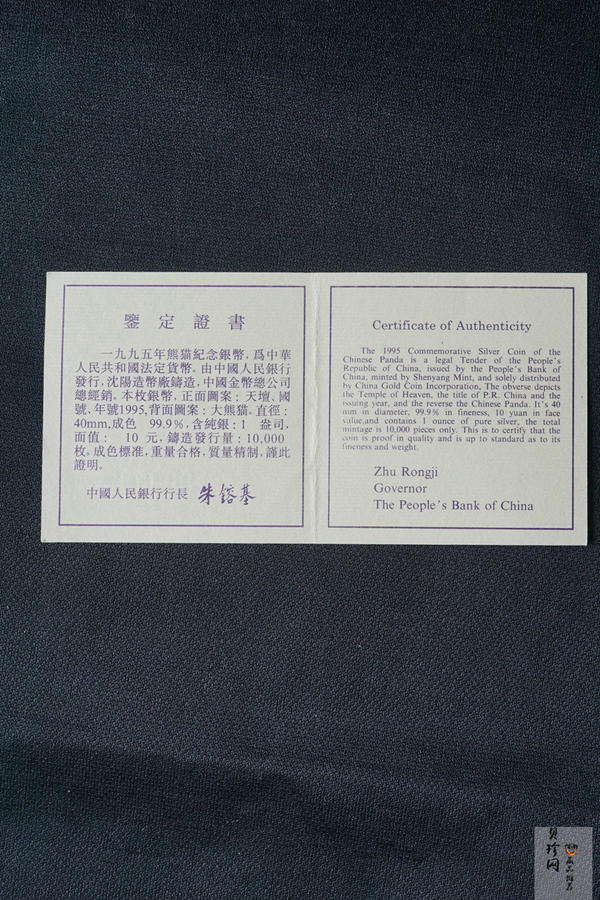 鑒定證書
一九九五年熊猫紀念銀幣，爲中華
人民共和國法定貨幣，由中國人民銀行
發行，沈陽造幣廠鑄造，中國金幣總公司
總經銷。本枚銀幣，正面圖案：天壇、國
號、年號1995，背面圖案：大熊猫，直徑：
40mm，成色 99.9%，含純銀：1 盎司，
面值： 10 元，鑄造發行量：10,000
枚，成色標准，重量合格，質量精制，謹此
證明。
中國人民銀行行長 朱鎔基
Certificate of Authenticity
The 1995 Commemorative Silver Coin of the
Chinese Panda is a legal Tender of the People's
Republic of China, issued by the People's Bank of
China, minted by Shenyang Mint, and solely distributed
by China Gold Coin Incorporation, The obverse depicts
the Temple of Heaven, the title of P.R. China and the
issuing year, and the reverse the Chinese Panda. It's 40
mm in diameter, 99.9% in fineness, 10 yuan in face
value,and contains 1 ounce of pure silver, the total
mintage is 10,000 pieces only. This is to certify that the
coin is proof in quality and is up to standard as to its
fineness and weight.
Zhu Rongji
Governor
The People's Bank of China
贝珍网